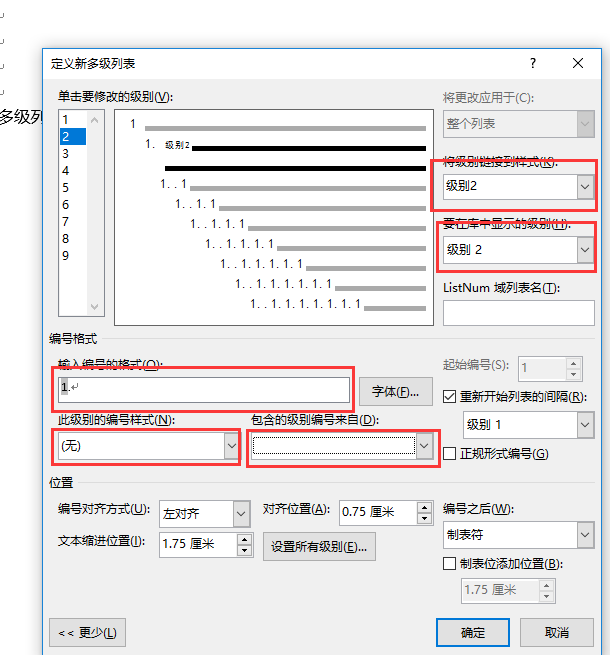 多级列
定义新多级列表 ?
单击要修改的级别(V):
1
2
3
4
5
6
7
8
9
1
1. 级别2
1..1
1..1.1
1..1.1.1
1..1.1.1.1
1..1.1.1.1.1
1..1.1.1.1.1.1
1..1.1.1.1.1.1.1
将更改应用于(C):
整个列表
将级别链接到样式(K):
级别2
要在库中显示的级别(H):
级别 2
ListNum 域列表名(T):
编号格式
输入编号的格式(O):
1.
字体(F)...
此级别的编号样式(N):
(无)
包含的级别编号来自(D):
起始编号(S):
1
重新开始列表的间隔(R):
级别 1
正规形式编号(G)
位置
编号对齐方式(U):
左对齐
对齐位置(A):
0.75 厘米
文本缩进位置(I):
1.75 厘米
设置所有级别(E)...
编号之后(W):
制表符
制表位添加位置(B):
1.75 厘米
<< 更少(L)
确定
取消